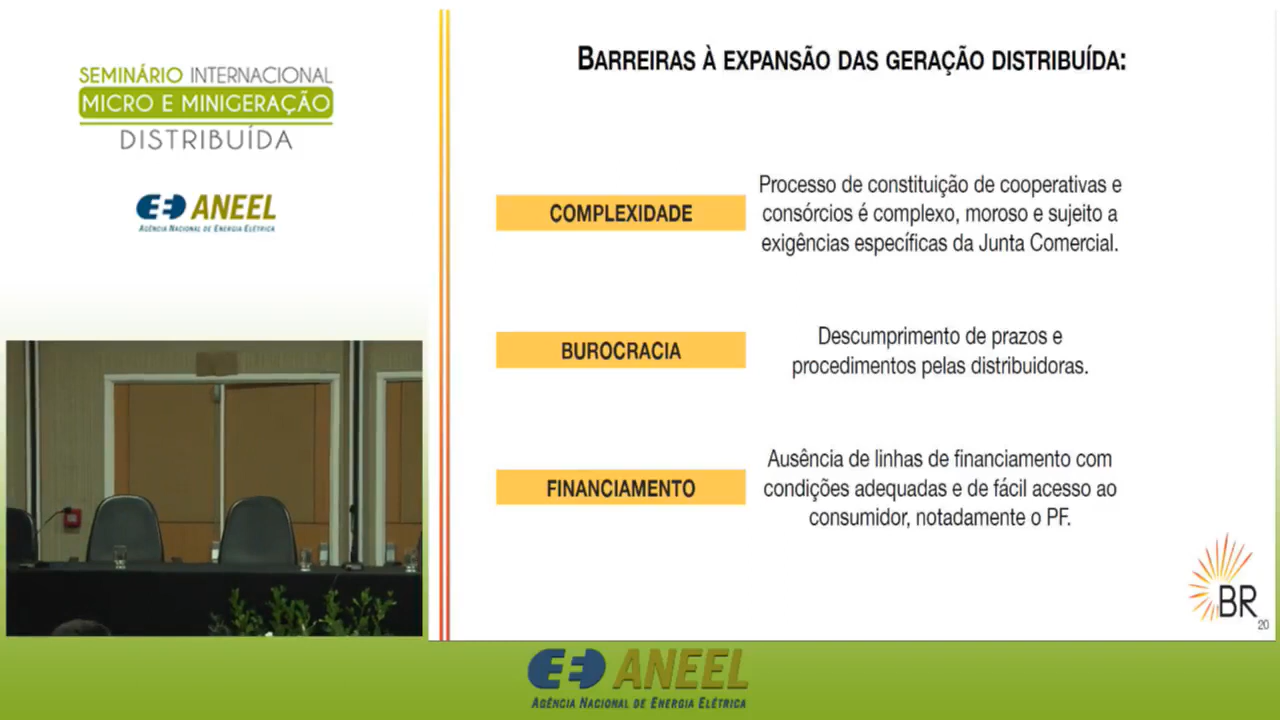 SEMINÁRIO INTERNACIONAL
MICRO E MINIGERAÇÃO
DISTRIBUÍDA
ANEEL
AGÊNCIA NACIONAL DE ENERGIA ELÉTRICA
BARREIRAS À EXPANSÃO DAS GERAÇÃO DISTRIBUÍDA:
COMPLEXIDADE
Processo de constituição de cooperativas e
consórcios é complexo, moroso e sujeito a
exigências específicas da Junta Comercial.
BUROCRACIA
Descumprimento de prazos e
procedimentos pelas distribuidoras.
FINANCIAMENTO
Ausência de linhas de financiamento com
condições adequadas e de fácil acesso ao
consumidor, notadamente o PF.
BR
20
ANEEL
AGÊNCIA NACIONAL DE ENERGIA ELÉTRICA